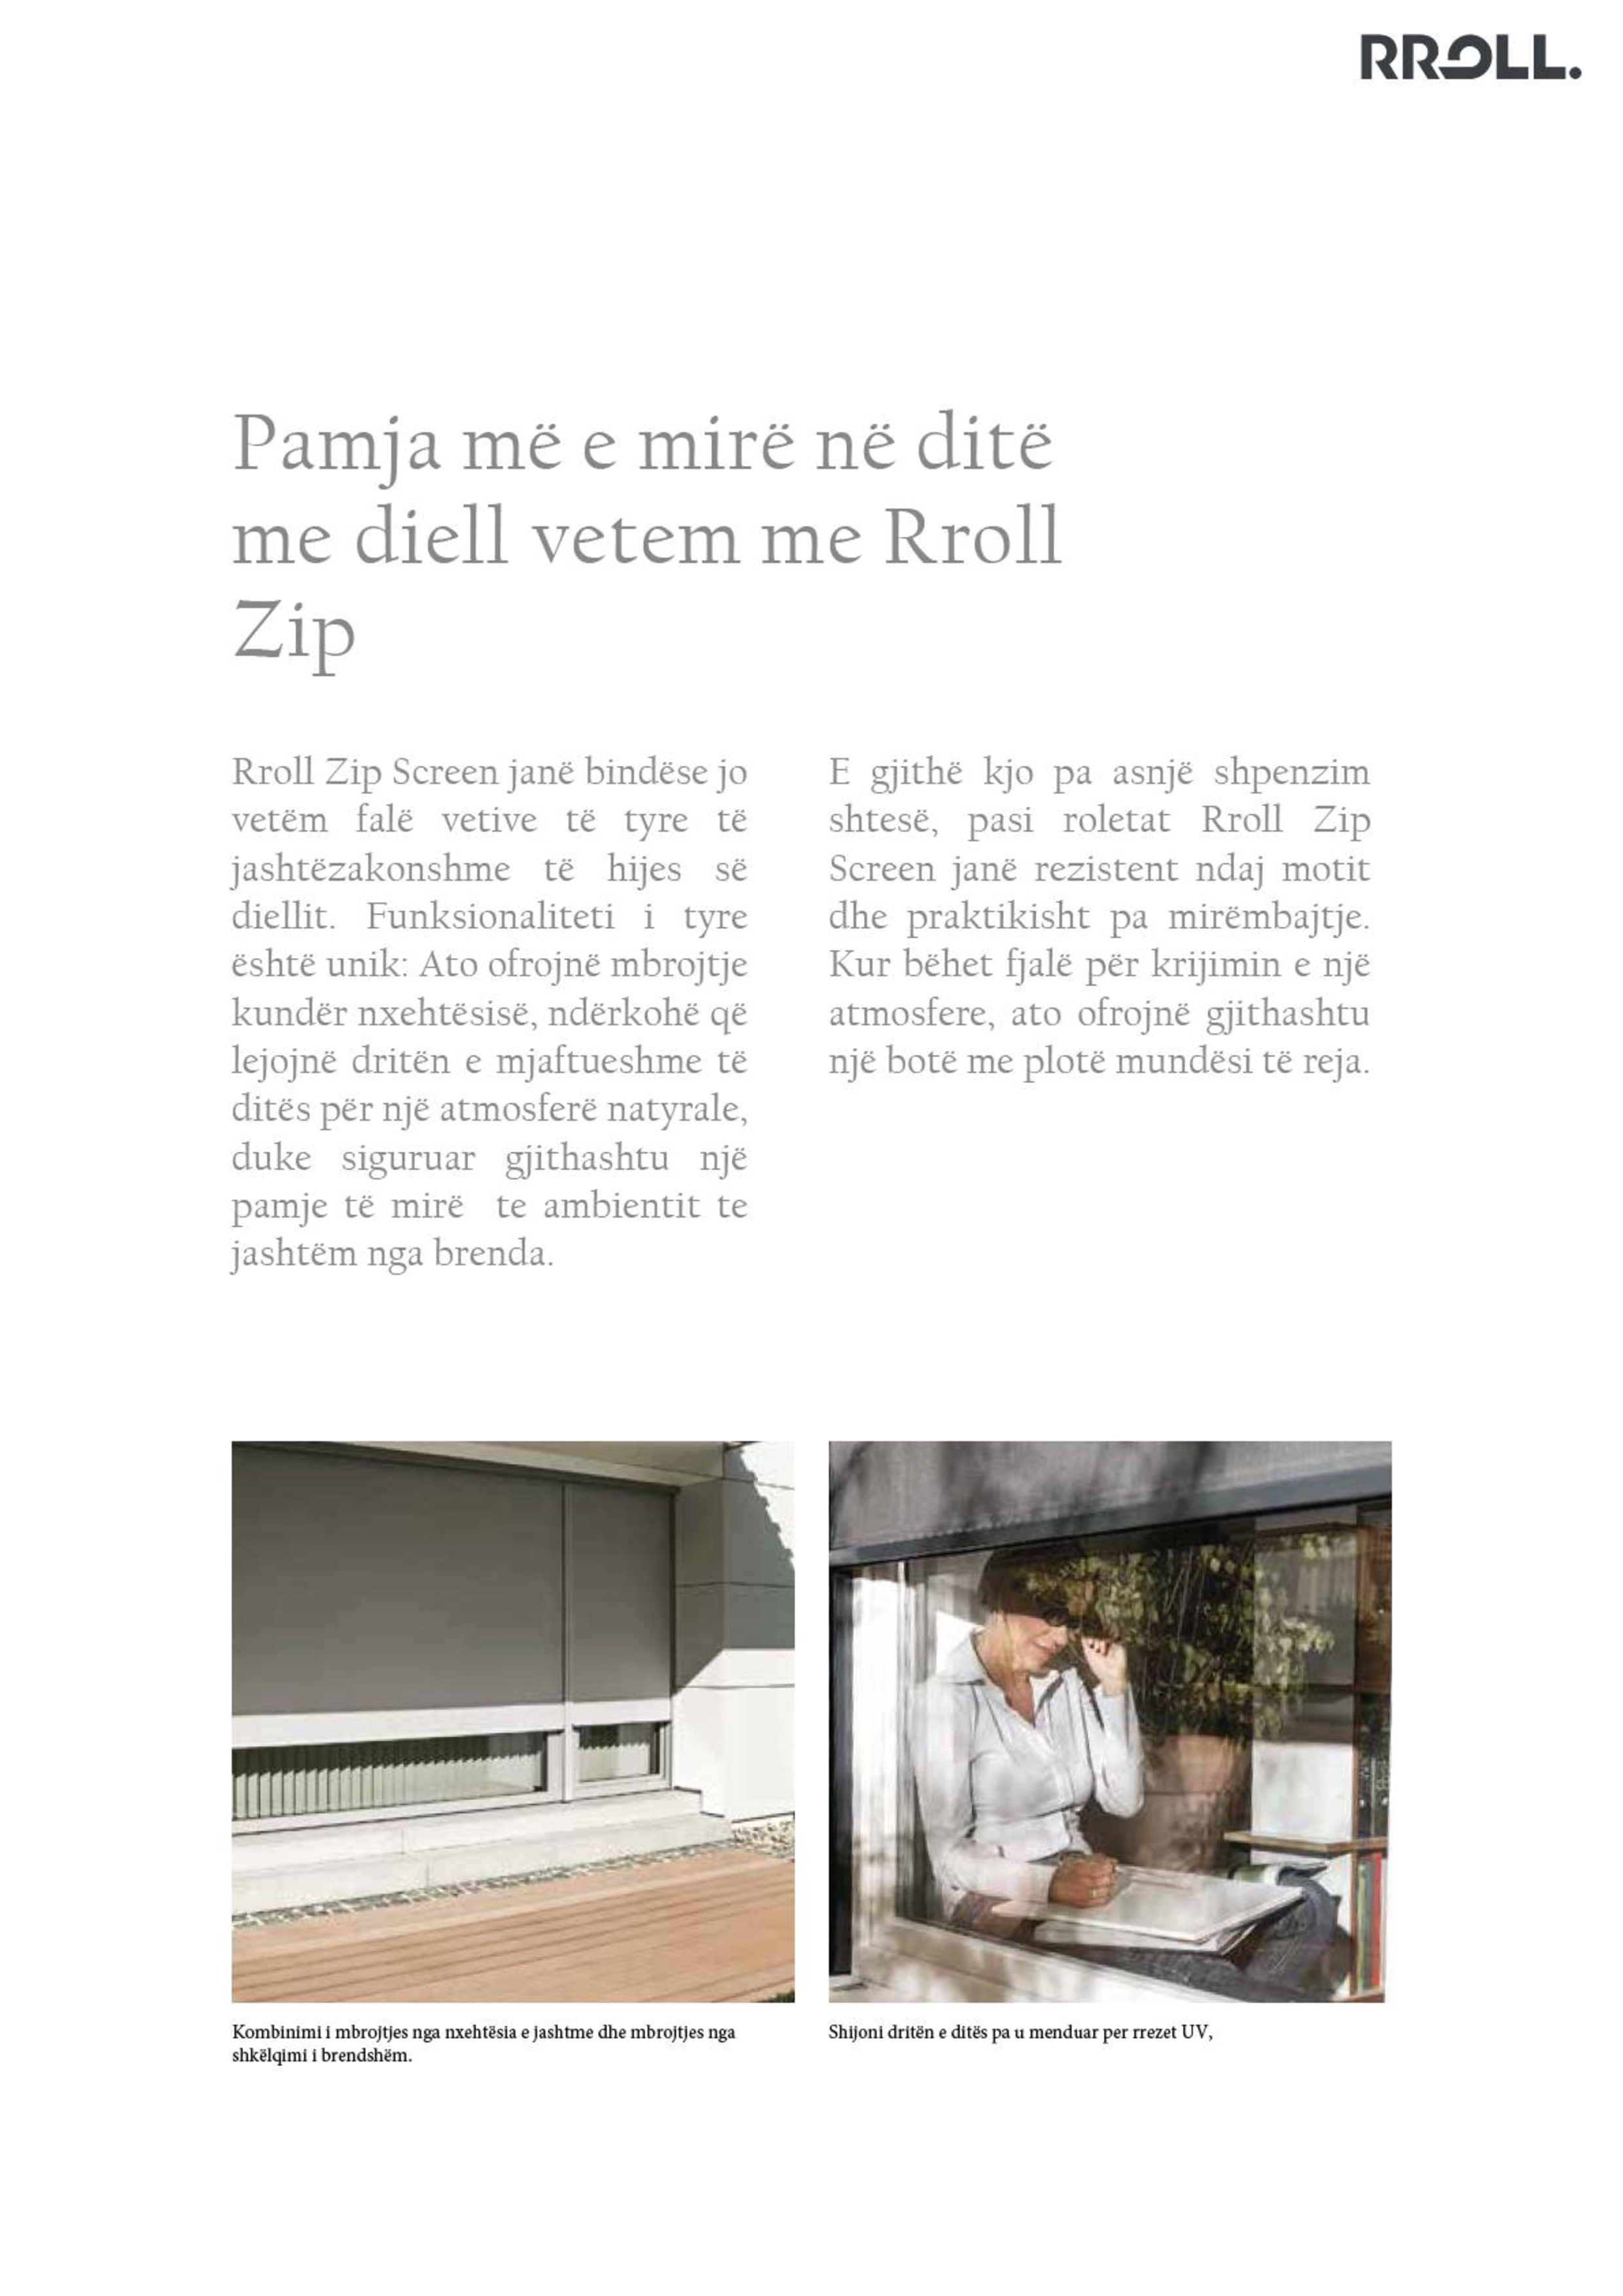 RROLL.
Pamja më e mirë në ditë
me diell vetem me Rroll
Zip
Rroll Zip Screen janë bindëse jo
vetëm falë vetive të tyre të
jashtëzakonshme të hijes së
diellit. Funksionaliteti i tyre
është unik: Ato ofrojnë mbrojtje
kundër nxehtësisë, ndërkohë që
lejojnë dritën e mjaftueshme të
ditës për një atmosferë natyrale,
duke siguruar gjithashtu një
pamje të mirë te ambientit te
jashtëm nga brenda.
E gjithë kjo pa asnjë shpenzim
shtesë, pasi roletat Rroll Zip
Screen janë rezistent ndaj motit
dhe praktikisht pa mirëmbajtje.
Kur bëhet fjalë për krijimin e një
atmosfere, ato ofrojnë gjithashtu
një botë me plotë mundësi të reja.
Kombinimi i mbrojtjes nga nxehtësia e jashtme dhe mbrojtjes nga
shkëlqimi i brendshëm.
Shijoni dritën e ditës pa u menduar per rrezet UV,